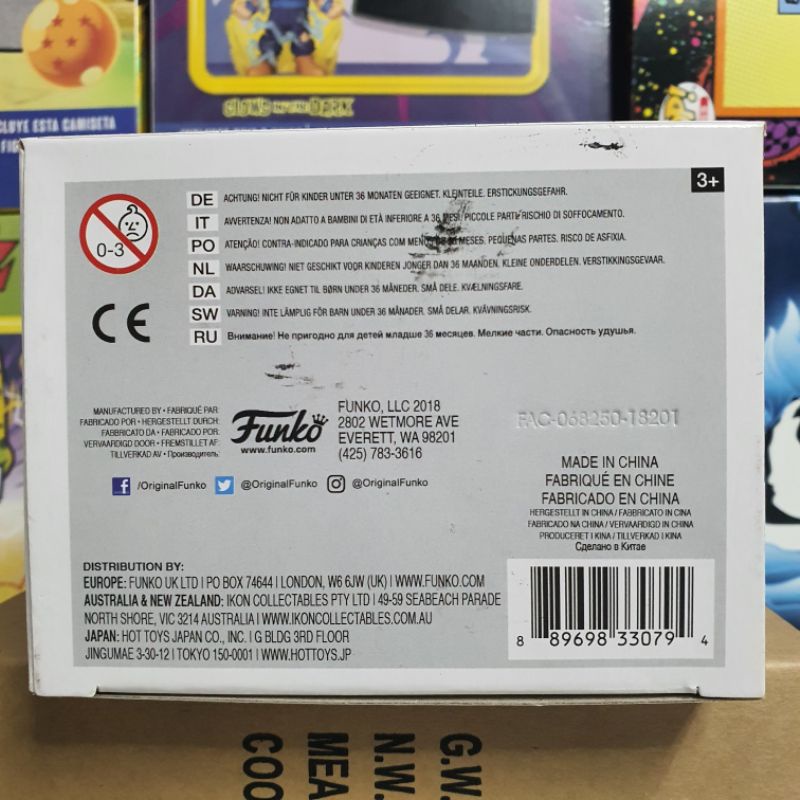 CLUYE ESTA CAMISETA
GLOWS IN THE DARK
3+
0-3
DE ACHTUNG! NICHT FÜR KINDER UNTER 36 MONATEN GEEIGNET. KLEINTEILE. ERSTICKUNGSGEFAHR.
IT AVVERTENZA! NON ADATTO A BAMBINI DI ETÀ INFERIORE A 36 MESI. PICCOLE PARTI. RISCHIO DI SOFFOCAMENTO.
PO ATENÇÃO! CONTRA-INDICADO PARA CRIANÇAS COM MENOS DE 36 MESES. PEQUENAS PARTES. RISCO DE ASFIXIA.
NL WAARSCHUWING! NIET GESCHIKT VOOR KINDEREN JONGER DAN 36 MAANDEN. KLEINE ONDERDELEN. VERSTIKKINGSGEVAAR.
DA ADVARSEL! IKKE EGNET TIL BØRN UNDER 36 MÅNEDER. SMÅ DELE. KVÆLNINGSFARE.
SW VARNING! INTE LÄMPLIG FÖR BARN UNDER 36 MÅNADER. SMÅ DELAR. KVÄVNINGSRISK.
RU Внимание! Не пригодно для детей младше 36 месяцев. Мелкие части. Опасность удушья.
CE
MANUFACTURED BY • FABRIQUÉ PAR
FABRICADO POR • HERGESTELLT DURCH:
FABBRICATO DA • FABRICADO POR:
VERVAARDIGD DOOR • FREMSTILLET AF:
TILLVERKAD AV • Производитель:
Funko
www.funko.com
FUNKO, LLC 2018
2802 WETMORE AVE
EVERETT, WA 98201
(425) 783-3616
FAC-068250-18201
/OriginalFunko @OriginalFunko @OriginalFunko
MADE IN CHINA
FABRIQUÉ EN CHINE
FABRICADO EN CHINA
HERGESTELLT IN CHINA / FABBRICATO IN CINA
FABRICADO NA CHINA / VERVAARDIGD IN CHINA
PRODUCERET I KINA / TILLVERKAD I KINA
Сделано в Китае
DISTRIBUTION BY:
EUROPE: FUNKO UK LTD | PO BOX 74644 | LONDON, W6 6JW (UK) | WWW.FUNKO.COM
AUSTRALIA & NEW ZEALAND: IKON COLLECTABLES PTY LTD | 49-59 SEABEACH PARADE
NORTH SHORE, VIC 3214 AUSTRALIA | WWW.IKONCOLLECTABLES.COM.AU
JAPAN: HOT TOYS JAPAN CO., INC. | G BLDG 3RD FLOOR
JINGUMAE 3-30-12 | TOKYO 150-0001 | WWW.HOTTOYS.JP
8 89698 33079 4
G.W.
N.W.
MEA
COO